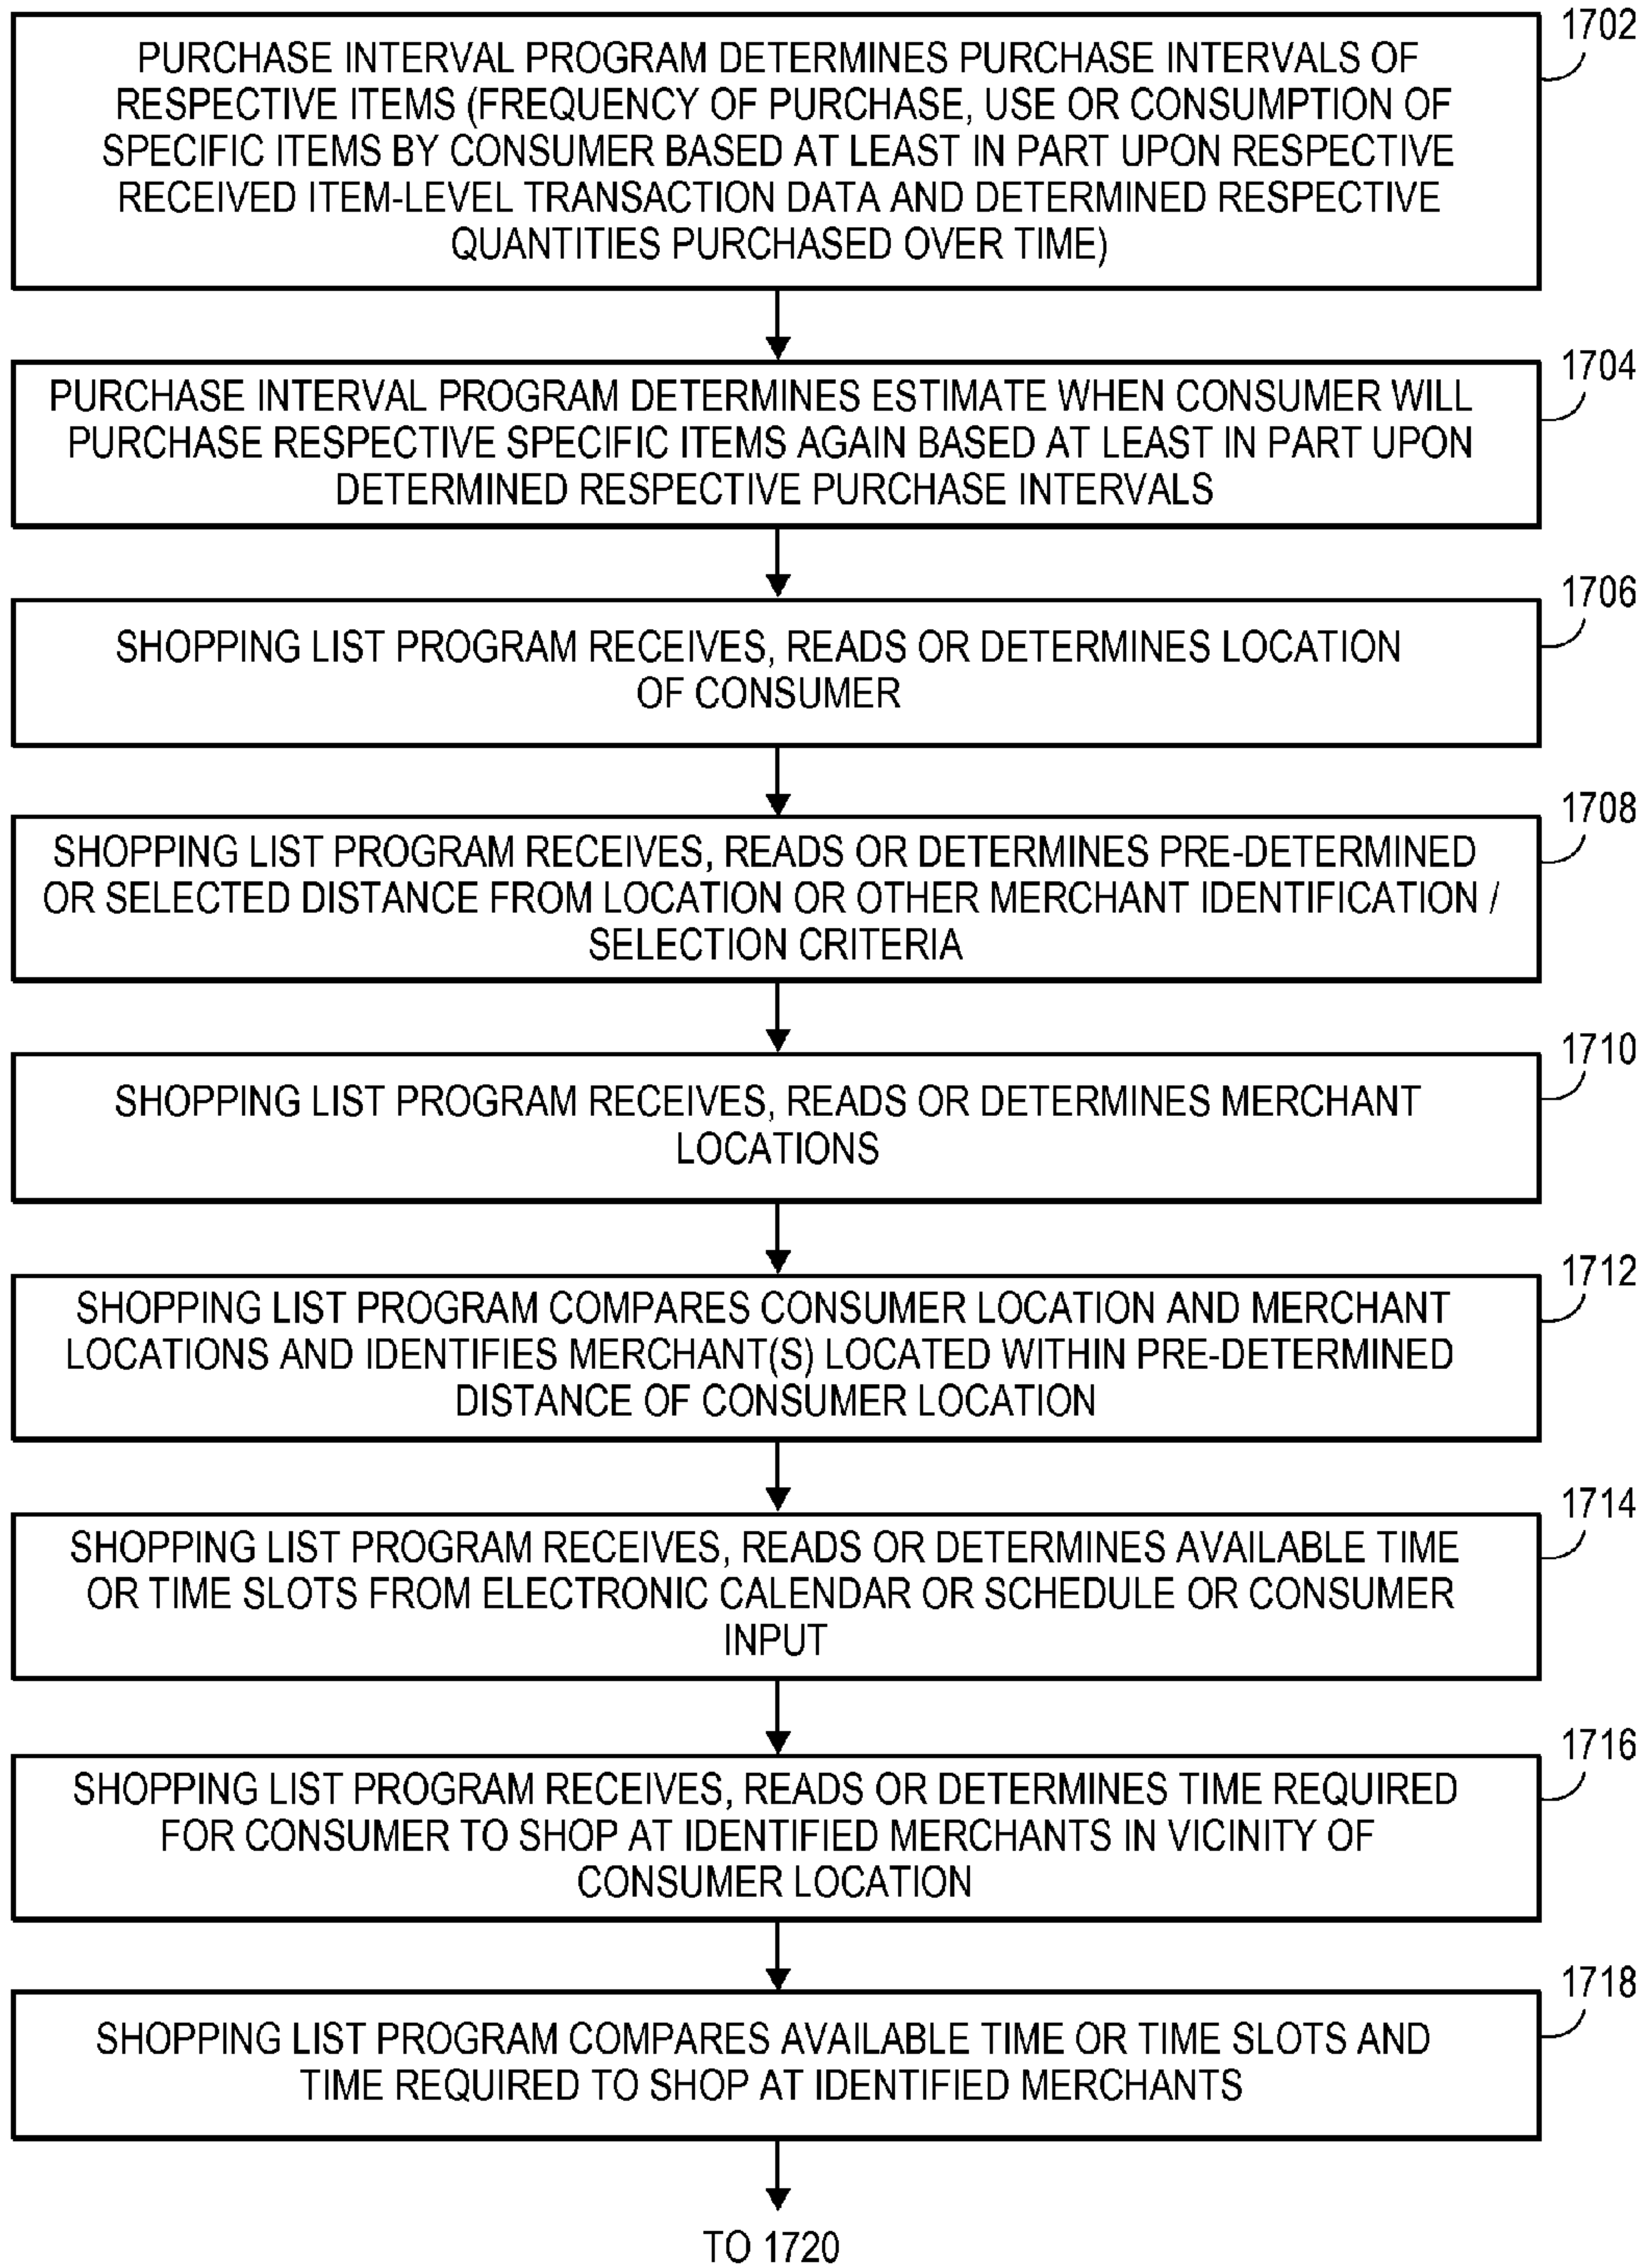 1702
PURCHASE INTERVAL PROGRAM DETERMINES PURCHASE INTERVALS OF
RESPECTIVE ITEMS (FREQUENCY OF PURCHASE, USE OR CONSUMPTION OF
SPECIFIC ITEMS BY CONSUMER BASED AT LEAST IN PART UPON RESPECTIVE
RECEIVED ITEM-LEVEL TRANSACTION DATA AND DETERMINED RESPECTIVE
QUANTITIES PURCHASED OVER TIME)
1704
PURCHASE INTERVAL PROGRAM DETERMINES ESTIMATE WHEN CONSUMER WILL
PURCHASE RESPECTIVE SPECIFIC ITEMS AGAIN BASED AT LEAST IN PART UPON
DETERMINED RESPECTIVE PURCHASE INTERVALS
1706
SHOPPING LIST PROGRAM RECEIVES, READS OR DETERMINES LOCATION
OF CONSUMER
1708
SHOPPING LIST PROGRAM RECEIVES, READS OR DETERMINES PRE-DETERMINED
OR SELECTED DISTANCE FROM LOCATION OR OTHER MERCHANT IDENTIFICATION /
SELECTION CRITERIA
1710
SHOPPING LIST PROGRAM RECEIVES, READS OR DETERMINES MERCHANT
LOCATIONS
1712
SHOPPING LIST PROGRAM COMPARES CONSUMER LOCATION AND MERCHANT
LOCATIONS AND IDENTIFIES MERCHANT(S) LOCATED WITHIN PRE-DETERMINED
DISTANCE OF CONSUMER LOCATION
1714
SHOPPING LIST PROGRAM RECEIVES, READS OR DETERMINES AVAILABLE TIME
OR TIME SLOTS FROM ELECTRONIC CALENDAR OR SCHEDULE OR CONSUMER
INPUT
1716
SHOPPING LIST PROGRAM RECEIVES, READS OR DETERMINES TIME REQUIRED
FOR CONSUMER TO SHOP AT IDENTIFIED MERCHANTS IN VICINITY OF
CONSUMER LOCATION
1718
SHOPPING LIST PROGRAM COMPARES AVAILABLE TIME OR TIME SLOTS AND
TIME REQUIRED TO SHOP AT IDENTIFIED MERCHANTS
TO 1720